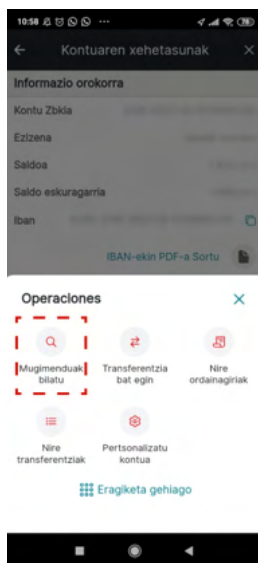 10:58
Kontuaren xehetasunak
Informazio orokorra
Kontu Zbkia
Ezizena
Saldoa
Saldo eskuragarria
Iban
IBAN-ekin PDF-a Sortu
Operaciones
Mugimenduak
bilatu
Transferentzia
bat egin
Nire
ordainagiriak
Nire
transferentziak
Pertsonalizatu
kontua
Eragiketa gehiago